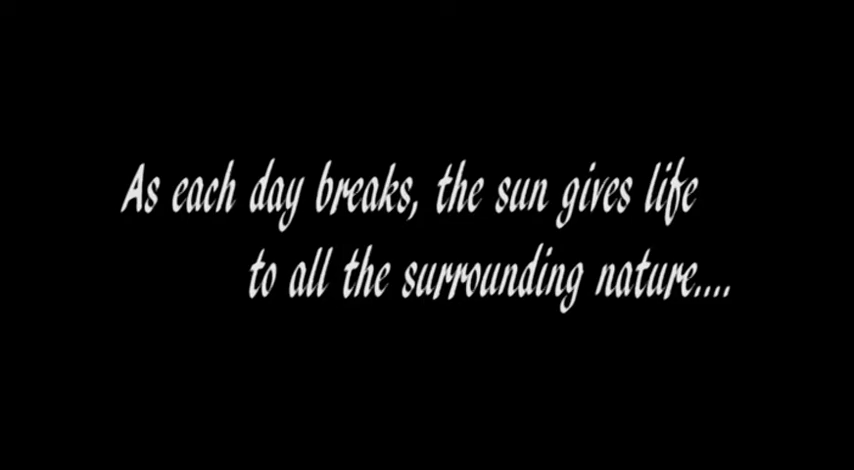 As each day breaks, the sun gives life
to all the surrounding nature....